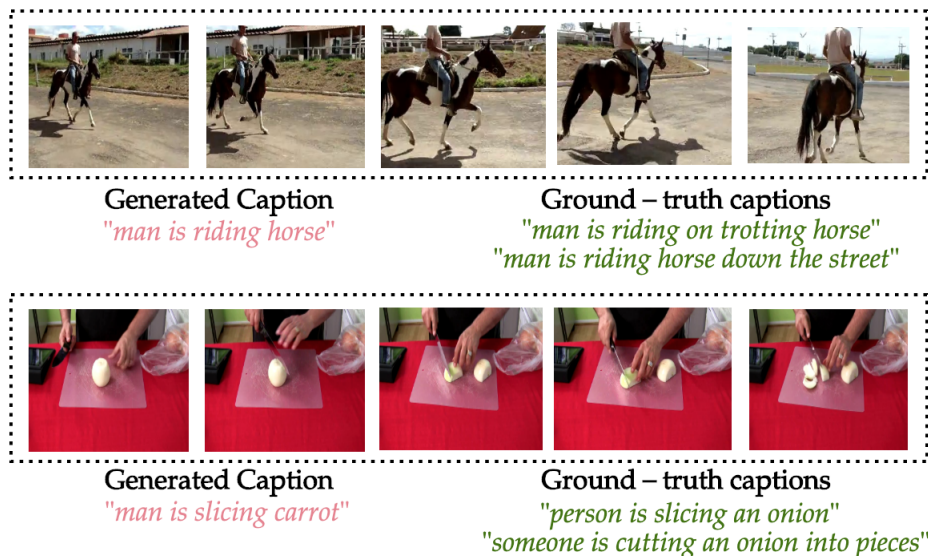 Generated Caption
"man is riding horse"
Ground – truth captions
"man is riding on trotting horse"
"man is riding horse down the street"
Generated Caption
"man is slicing carrot"
Ground – truth captions
"person is slicing an onion"
"someone is cutting an onion into pieces"